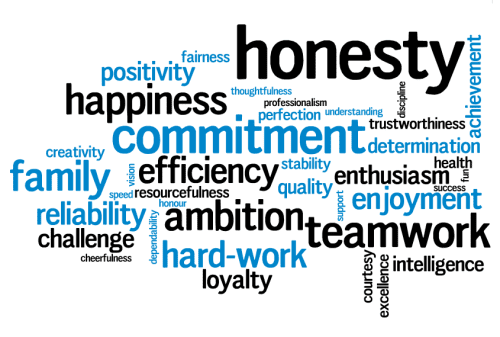 honesty
fairness
positivity
achievement
happiness
thoughtfulness
professionalism
discipline
perfection
understanding
trustworthiness
commitment
determination
creativity
vision
efficiency
stability
health
family
enthusiasm
fun
speed
resourcefulness
quality
success
support
enjoyment
reliability
honour
ambition
dependability
teamwork
challenge
hard-work
cheerfulness
loyalty
courtesy
excellence
intelligence